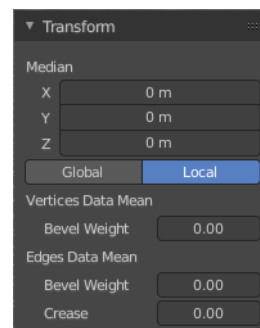 Transform
Median
X 0 m
Y 0 m
Z 0 m
Global Local
Vertices Data Mean
Bevel Weight 0.00
Edges Data Mean
Bevel Weight 0.00
Crease 0.00